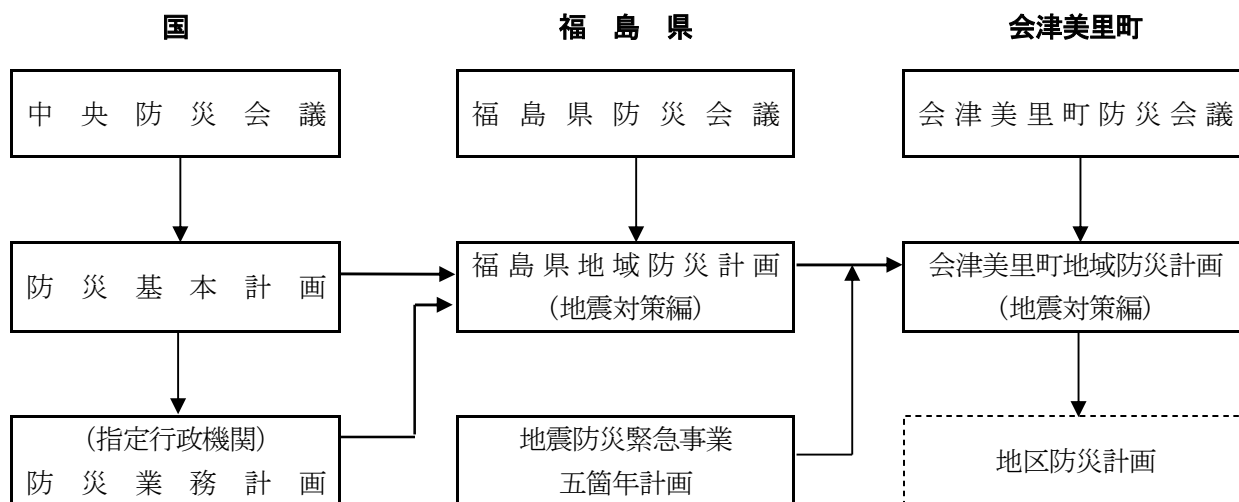 国
福島県
会津美里町
中央防災会議
福島県防災会議
会津美里町防災会議
防災基本計画
福島県地域防災計画
(地震対策編)
会津美里町地域防災計画
(地震対策編)
(指定行政機関)
防災業務計画
地震防災緊急事業
五箇年計画
地区防災計画